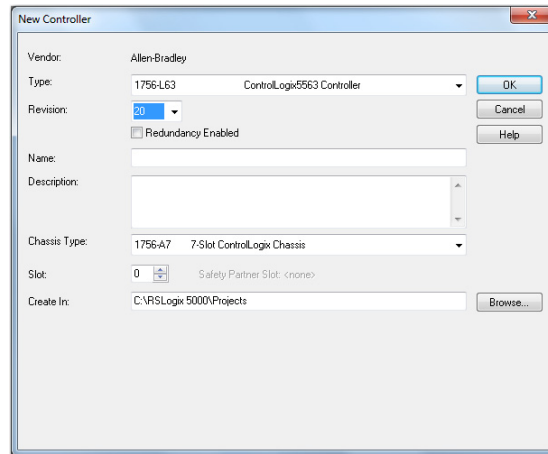 New Controller
Vendor: Allen-Bradley
Type: 1756-L63 ControlLogix5563 Controller OK
Revision: 20 Cancel
Redundancy Enabled Help
Name:
Description:
Chassis Type: 1756-A7 7-Slot ControlLogix Chassis
Slot: 0 Safety Partner Slot: <none>
Create In: C:\RSLogix 5000\Projects Browse...